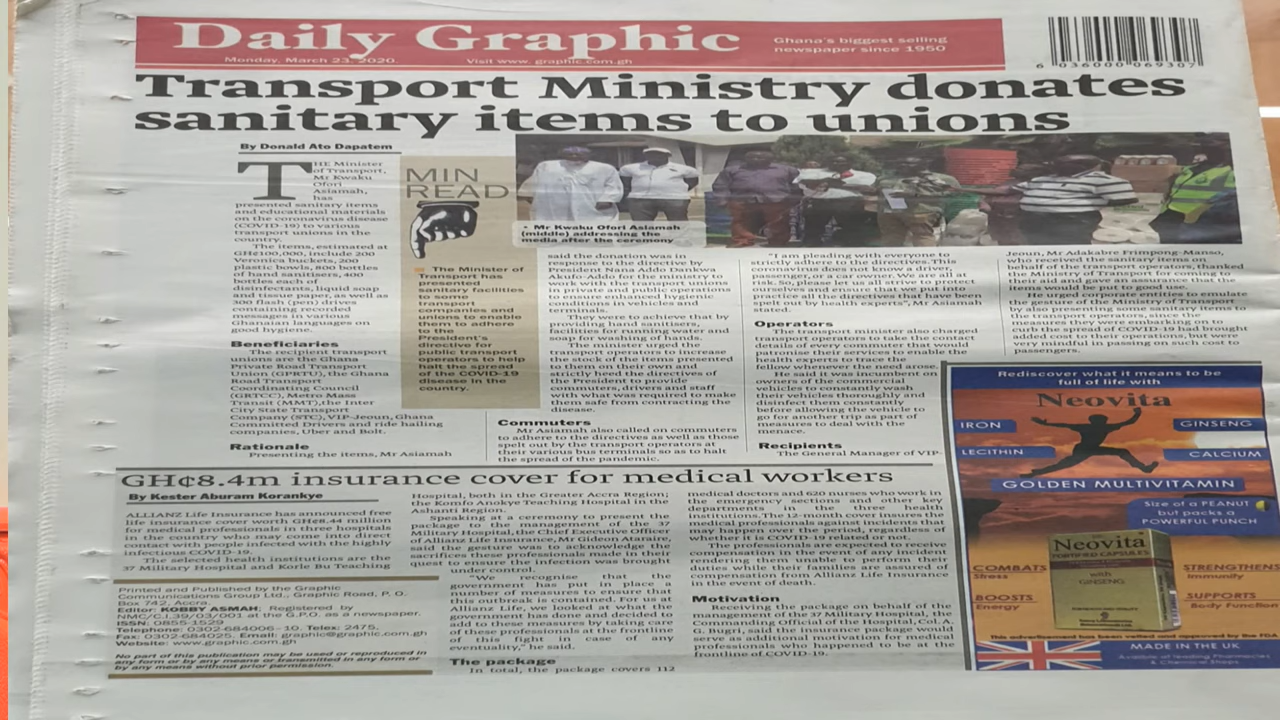 Daily Graphic
Ghana's biggest selling
newspaper since 1950
Monday, March 23, 2020.
Visit www. graphic.com.gh
6 036000 069307
Transport Ministry donates
sanitary items to unions
By Donald Ato Dapatem
THE Minister
of Transport,
Mr Kwaku
Ofori
Asiamah,
has
presented sanitary items
and educational materials
on the coronavirus disease
(COVID-19) to various
transport unions in the
country.
The items, estimated at
GH¢100,000, include 200
Veronica buckets, 200
plastic bowls, 800 bottles
of hand sanitisers, 400
bottles each of
disinfectants, liquid soap
and tissue paper, as well as
300 flash (pen) drives
containing recorded
messages in various
Ghanaian languages on
good hygiene.
Beneficiaries
The recipient transport
unions are the Ghana
Private Road Transport
Union (GPRTU), the Ghana
Road Transport
Coordinating Council
(GRTCC), Metro Mass
Transit (MMT),the Inter
City State Transport
Company (STC), VIP-Jeoun, Ghana
Committed Drivers and ride hailing
companies, Uber and Bolt.
Rationale
Presenting the items, Mr Asiamah
MIN
READ
The Minister of
Transport has
presented
sanitary facilities
to some
transport
companies and
unions to enable
them to adhere
to the
President's
directive for
public transport
operators to help
halt the spread
of the COVID-19
disease in the
country.
• Mr Kwaku Ofori Asiamah
(middle) addressing the
media after the ceremony
said the donation was in
response to the directive by
President Nana Addo Dankwa
Akufo-Addo for the ministry to
work with the transport unions
in private and public operations
to ensure enhanced hygienic
conditions in vehicles and
terminals.
They were to achieve that by
providing hand sanitisers,
facilities for running water and
soap for washing of hands.
The minister urged the
transport operators to increase
the stock of the items presented
to them on their own and
strictly heed the directives of
the President to provide
commuters, drivers and staff
with what was required to make
them safe from contracting the
disease.
Commuters
Mr Asiamah also called on commuters
to adhere to the directives as well as those
spelt out by the transport operators at
their various bus terminals so as to halt
the spread of the pandemic.
"I am pleading with everyone to
strictly adhere to the directives. This
coronavirus does not know a driver,
passenger, or a car owner. We are all at
risk. So, please let us all strive to protect
ourselves and ensure that we put into
practice all the directives that have been
spelt out by health experts", Mr Asiamah
stated.
Operators
The transport minister also charged
transport operators to take the contact
details of every commuter that would
patronise their services to enable the
health experts to trace the
fellow whenever the need arose.
He said it was incumbent on
owners of the commercial
vehicles to constantly wash
their vehicles thoroughly and
disinfect them constantly
before allowing the vehicle to
go for another trip as part of
measures to deal with the
menace.
Recipients
The General Manager of VIP-
Jeoun, Mr Adakabre Frimpong-Manso,
who received the sanitary items on
behalf of the transport operators, thanked
the Ministry of Transport for coming to
their aid and gave an assurance that the
items would be put to good use.
He urged corporate entities to emulate
the gesture of the Ministry of Transport
by also presenting some sanitary items to
the transport operators, since the
measures they were embarking on to
curb the spread of COVID-19 had brought
added cost to their operations, but were
very mindful in passing on such cost to
passengers.
GH¢8.4m insurance cover for medical workers
By Kester Aburam Korankye
ALLIANZ Life Insurance has announced free
life insurance cover worth GH¢8.44 million
for medical professionals in three hospitals
in the country who may come into direct
contact with people infected with the highly
infectious COVID-19.
The selected health institutions are the
37 Military Hospital and Korle Bu Teaching
Hospital, both in the Greater Accra Region;
the Komfo Anokye Teaching Hospital in the
Ashanti Region.
Speaking at a ceremony to present the
package to the management of the 37
Military Hospital, the Chief Executive Officer
of Allianz Life Insurance, Mr Gideon Ataraire,
said the gesture was to acknowledge the
sacrifices these professionals made in their
quest to ensure the infection was brought
under control.
"We recognise that the
government has put in place a
number of measures to ensure that
this outbreak is contained. For us at
Allianz Life, we looked at what the
government has done and decided to
add to these measures by taking care
of these professionals at the frontline
of this fight in case of any
eventuality," he said.
The package
In total, the package covers 112
medical doctors and 620 nurses who work in
the emergency sections and other key
departments in the three health
institutions. The 12-month cover insures the
medical professionals against incidents that
may happen over the period, regardless of
whether it is COVID-19 related or not.
The professionals are expected to receive
compensation in the event of any incident
rendering them unable to perform their
duties while their families are assured of
compensation from Allianz Life Insurance
in the event of death.
Motivation
Receiving the package on behalf of the
management of the 37 Military Hospital, the
Commanding Official of the Hospital, Col. A.
G. Bugri, said the insurance package would
serve as additional motivation for medical
professionals who happened to be at the
frontline of COVID-19.
Printed and Published by the Graphic
Communications Group Ltd., Graphic Road, P. O.
Box 742, Accra.
Editor: KOBBY ASMAH; Registered by
NMC/C.I.39/03/001 at the G.P.O. as a newspaper.
ISSN: 0855-1529
Telephone: 0302-684006 - 10. Telex: 2475.
Fax: 0302-684025. Email: graphic@graphic.com.gh
Website: www.graphic.com.gh
No part of this publication may be used or reproduced in
any form or by any means or transmitted in any form or
by any means without prior permission.
Rediscover what it means to be
full of life with
Neovita
IRON
GINSENG
LECITHIN
CALCIUM
GOLDEN MULTIVITAMIN
Size of a PEANUT
but packs a
POWERFUL PUNCH
Neovita
FORTIFIED CAPSULES
with
GINSENG
COMBATS
Stress
STRENGTHENS
Immunity
BOOSTS
Energy
SUPPORTS
Body Function
This advertisement has been vetted and approved by the FDA
MADE IN THE UK
Available at leading Pharmacies
& Chemical Shops